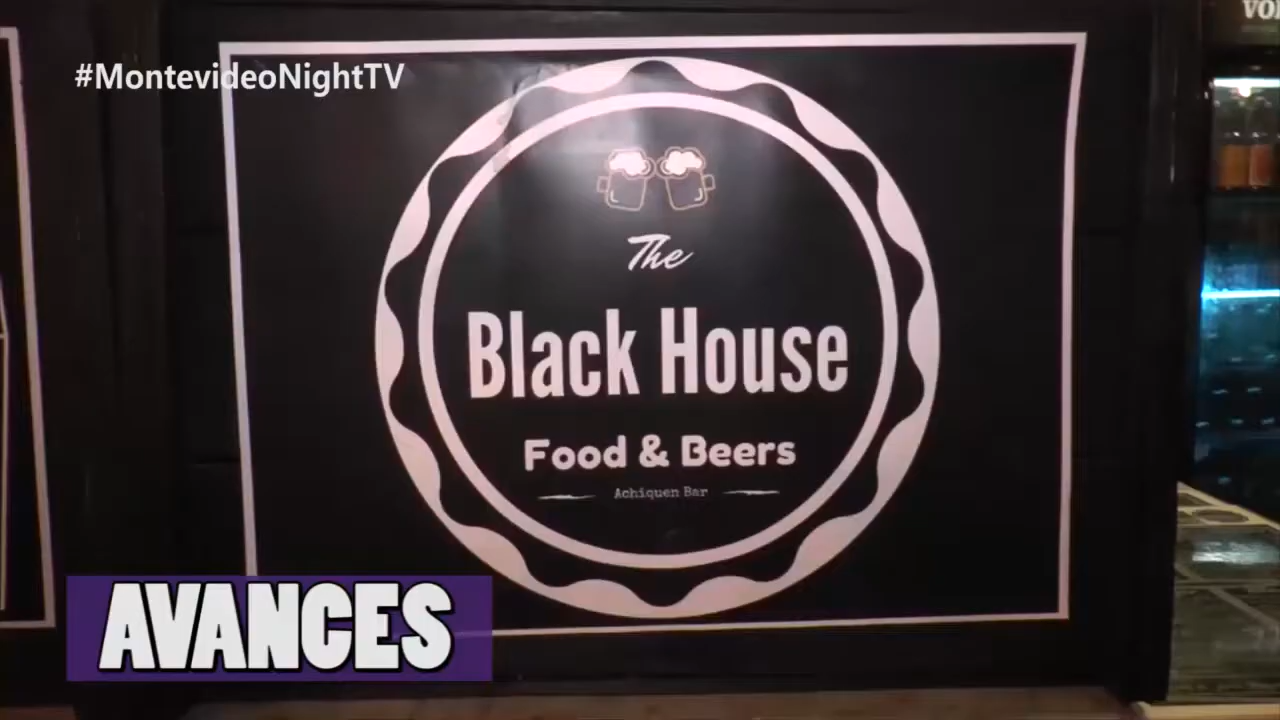 #MontevideoNightTV
The
Black House
Food & Beers
Achiquen Bar
AVANCES